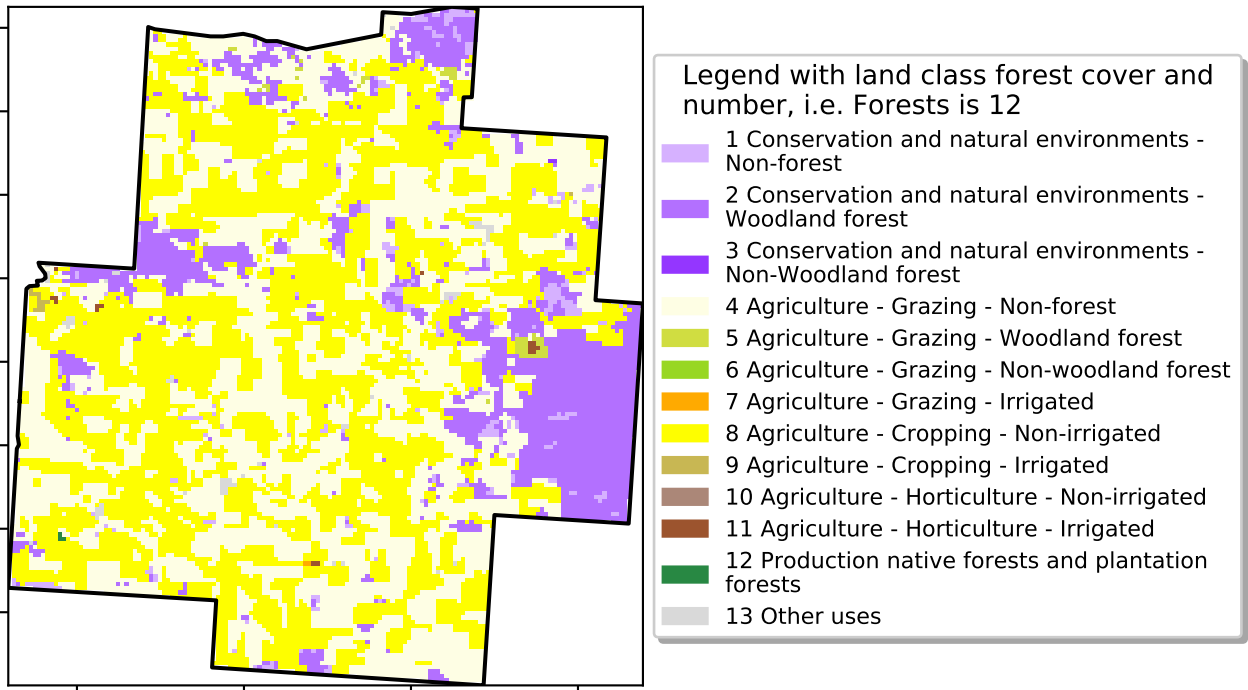 Legend with land class forest cover and
number, i.e. Forests is 12
1 Conservation and natural environments -
Non-forest
2 Conservation and natural environments -
Woodland forest
3 Conservation and natural environments -
Non-Woodland forest
4 Agriculture - Grazing - Non-forest
5 Agriculture - Grazing - Woodland forest
6 Agriculture - Grazing - Non-woodland forest
7 Agriculture - Grazing - Irrigated
8 Agriculture - Cropping - Non-irrigated
9 Agriculture - Cropping - Irrigated
10 Agriculture - Horticulture - Non-irrigated
11 Agriculture - Horticulture - Irrigated
12 Production native forests and plantation
forests
13 Other uses